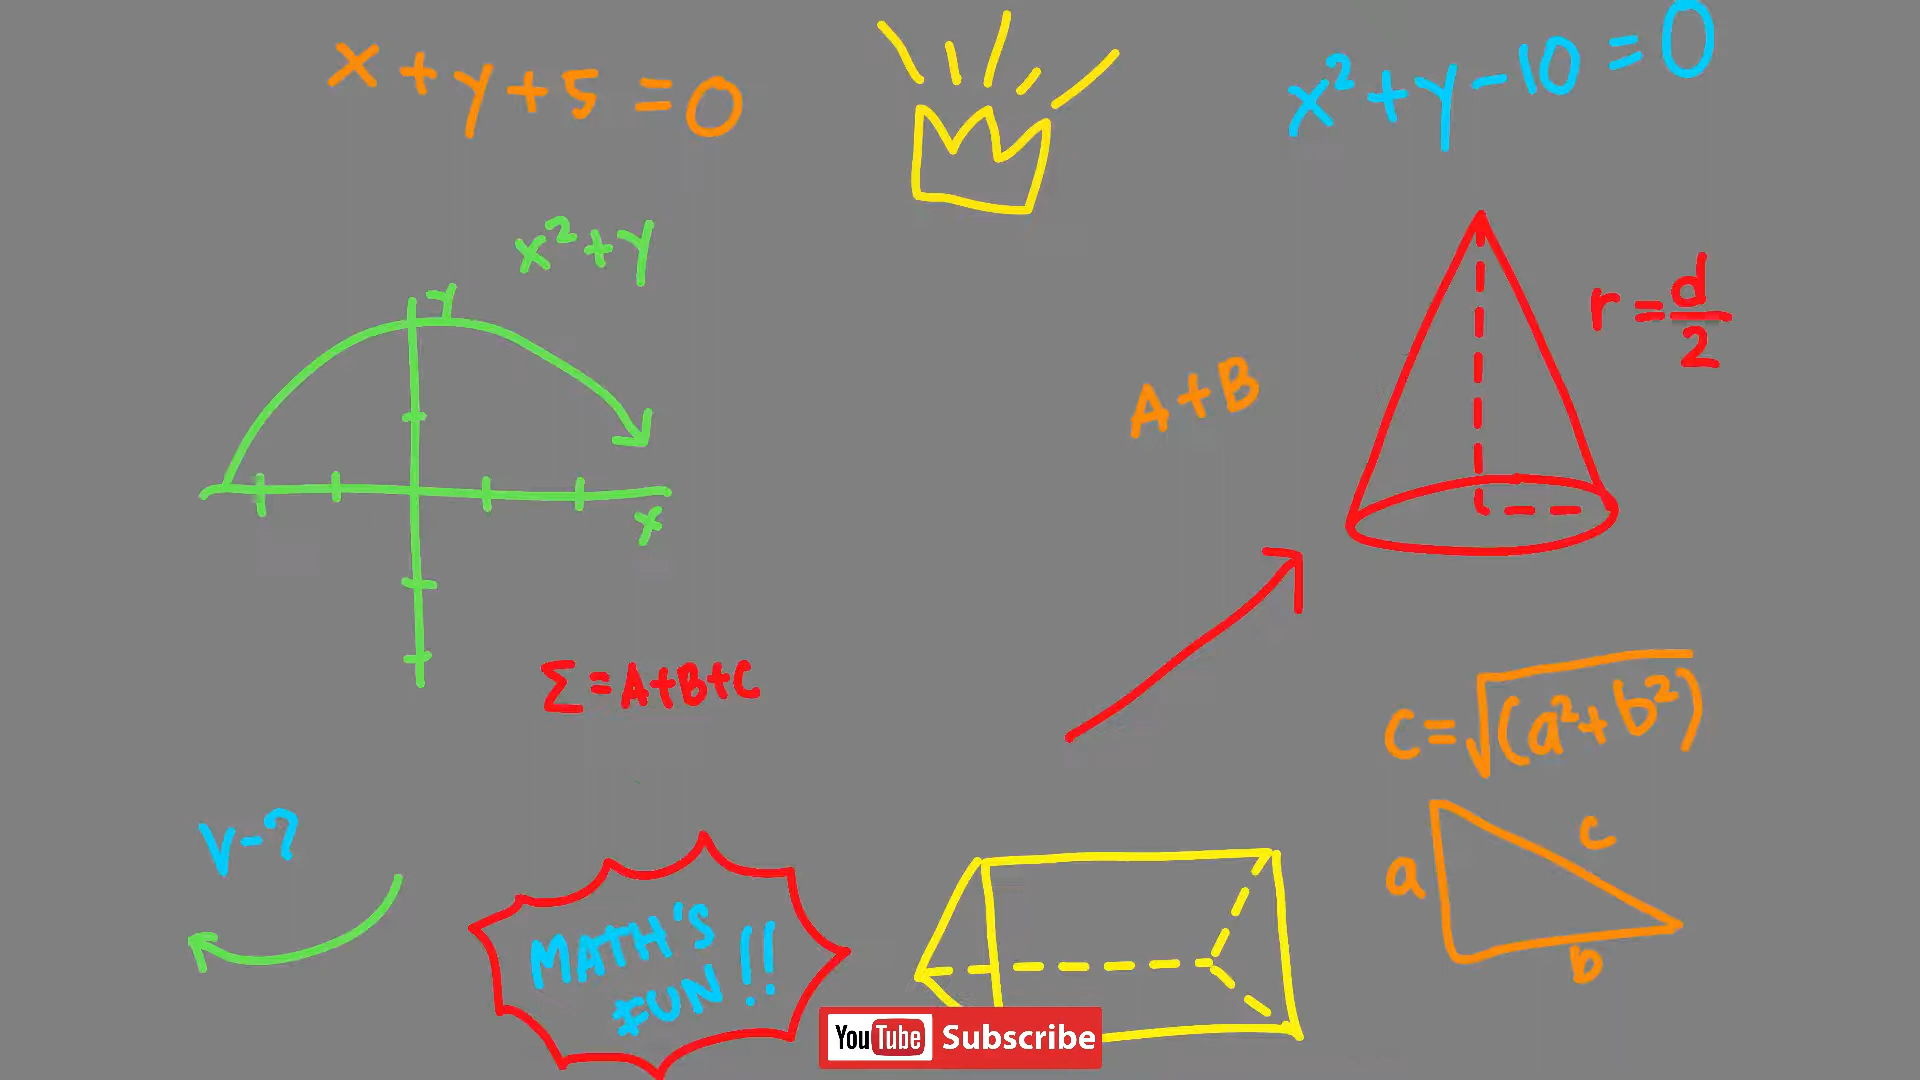 x+y+5=0
x²+y-10=0
x²+y
y
r=d/2
A+B
x
Σ=A+B+C
c=√(a²+b²)
V-?
c
a
MATH'S
FUN!!
b
YouTube Subscribe